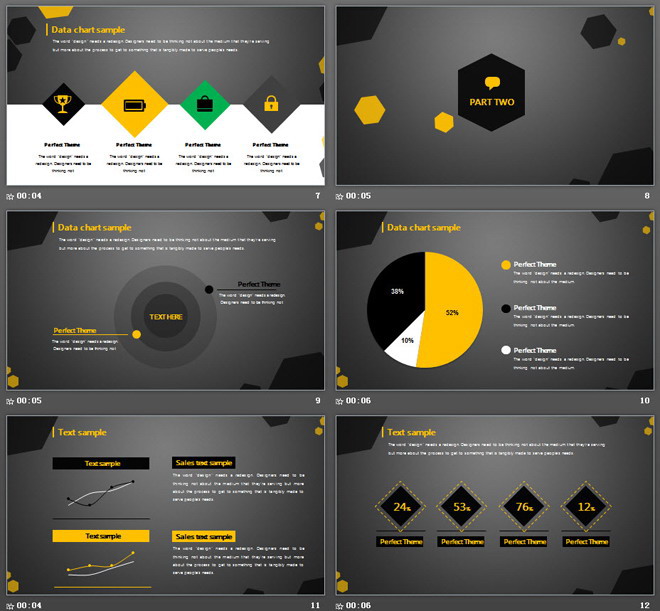 Data chart sample
The word "design" needs a redesign. Designers need to be thinking not about the medium that they're serving
but more about the process to get to something that is tangibly made to serve people's needs.
Perfect Theme
The word "design" needs a
redesign. Designers need to be
thinking not
Perfect Theme
The word "design" needs a
redesign. Designers need to be
thinking not
Perfect Theme
The word "design" needs a
redesign. Designers need to be
thinking not
Perfect Theme
The word "design" needs a
redesign. Designers need to be
thinking not
00:04
7
PART TWO
00:05
8
Data chart sample
The word "design" needs a redesign. Designers need to be thinking not about the medium that they're serving
but more about the process to get to something that is tangibly made to serve people's needs.
Perfect Theme
The word "design" needs a redesign.
Designers need to be thinking not
TEXT HERE
Perfect Theme
The word "design" needs a redesign.
Designers need to be thinking not
00:05
9
Data chart sample
38%
52%
10%
Perfect Theme
The word "design" needs a redesign. Designers need to be
thinking not about the medium.
Perfect Theme
The word "design" needs a redesign. Designers need to be
thinking not about the medium.
Perfect Theme
The word "design" needs a redesign. Designers need to be
thinking not about the medium.
00:06
10
Text sample
Text sample
Sales text sample
The word "design" needs a redesign. Designers need to be
thinking not about the medium that they're serving but more
about the process to get to something that is tangibly made to
serve people's needs.
Text sample
Sales text sample
The word "design" needs a redesign. Designers need to be
thinking not about the medium that they're serving but more
about the process to get to something that is tangibly made to
serve people's needs.
00:04
11
Text sample
The word "design" needs a redesign. Designers need to be thinking not about the medium that they're serving
but more about the process to get to something that is tangibly made to serve people's needs.
24%
53%
76%
12%
Perfect Theme
Perfect Theme
Perfect Theme
Perfect Theme
00:06
12